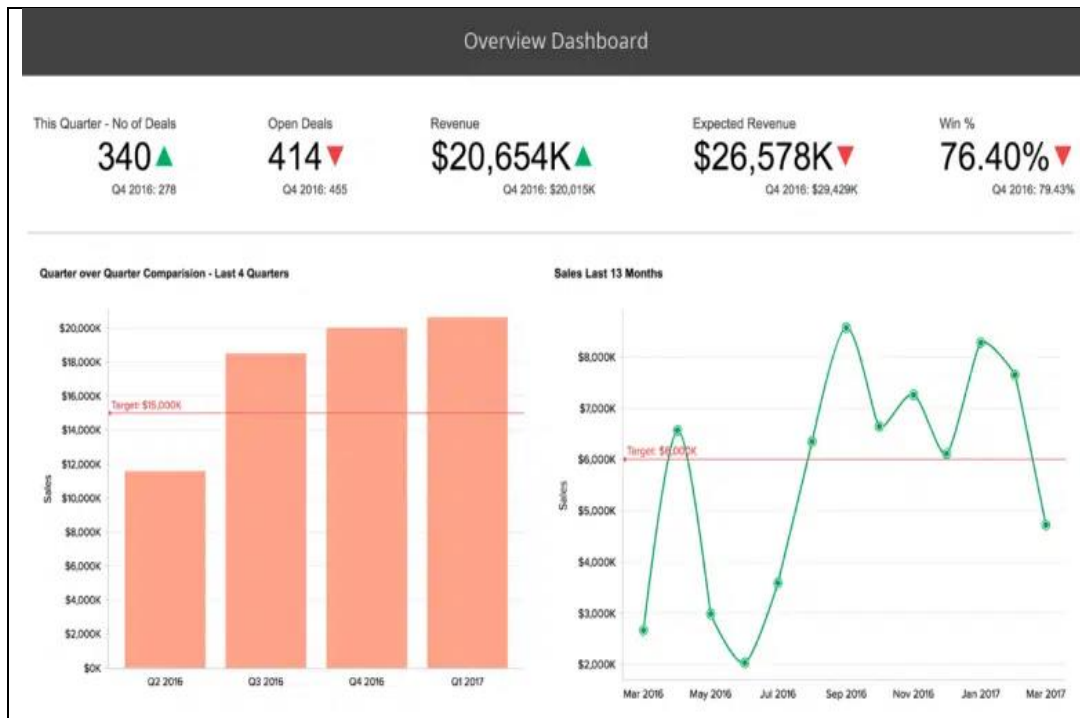 Overview Dashboard
This Quarter - No of Deals
340
Q4 2016: 278
Open Deals
414
Q4 2016: 455
Revenue
$20,654K
Q4 2016: $20,015K
Expected Revenue
$26,578K
Q4 2016: $29,429K
Win %
76.40%
Q4 2016: 79.43%
Quarter over Quarter Comparision - Last 4 Quarters
Sales
$20,000K
$18,000K
$16,000K
Target: $15,000K
$14,000K
$12,000K
$10,000K
$8,000K
$6,000K
$4,000K
$2,000K
$0K
Q2 2016 Q3 2016 Q4 2016 Q1 2017
Sales Last 13 Months
Sales
$8,000K
$7,000K
Target: $6,000K
$6,000K
$5,000K
$4,000K
$3,000K
$2,000K
Mar 2016 May 2016 Jul 2016 Sep 2016 Nov 2016 Jan 2017 Mar 2017